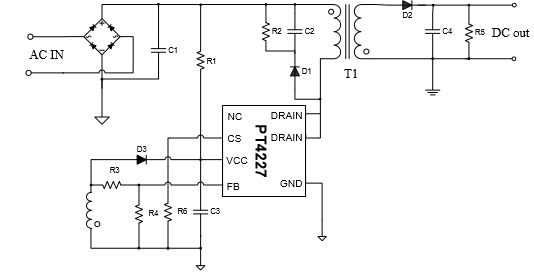 D2
R2
C2
C4
R5
DC out
AC IN
C1
R1
D1
T1
NC
DRAIN
CS
DRAIN
PT4227
D3
VCC
R3
FB
GND
R4
R6
C3